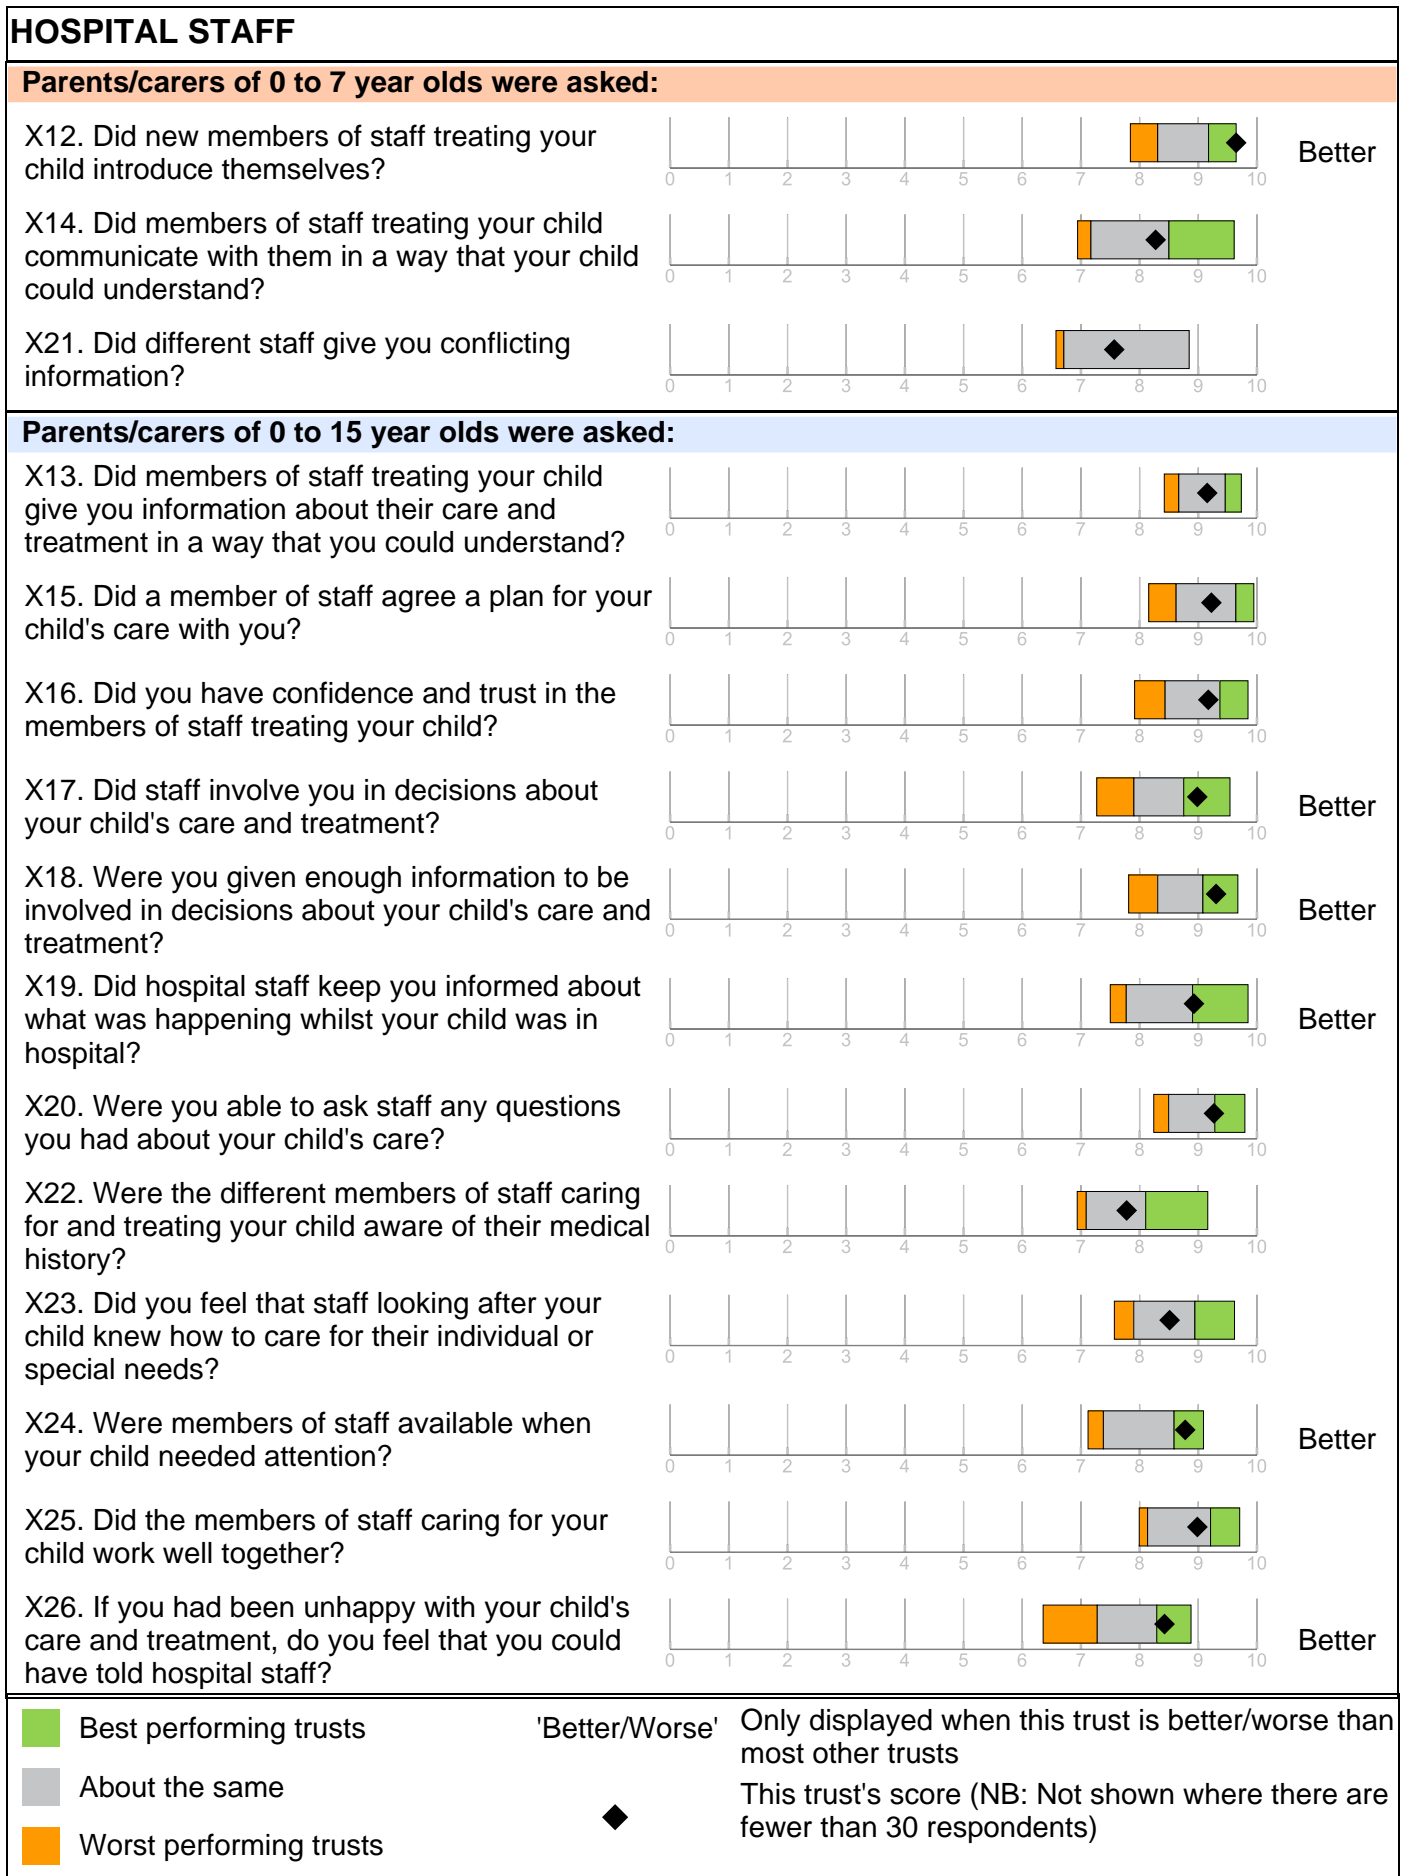 HOSPITAL STAFF
Parents/carers of 0 to 7 year olds were asked:
X12. Did new members of staff treating your
child introduce themselves?
0 1 2 3 4 5 6 7 8 9 10
Better
X14. Did members of staff treating your child
communicate with them in a way that your child
could understand?
0 1 2 3 4 5 6 7 8 9 10
X21. Did different staff give you conflicting
information?
0 1 2 3 4 5 6 7 8 9 10
Parents/carers of 0 to 15 year olds were asked:
X13. Did members of staff treating your child
give you information about their care and
treatment in a way that you could understand?
0 1 2 3 4 5 6 7 8 9 10
X15. Did a member of staff agree a plan for your
child's care with you?
0 1 2 3 4 5 6 7 8 9 10
X16. Did you have confidence and trust in the
members of staff treating your child?
0 1 2 3 4 5 6 7 8 9 10
X17. Did staff involve you in decisions about
your child's care and treatment?
0 1 2 3 4 5 6 7 8 9 10
Better
X18. Were you given enough information to be
involved in decisions about your child's care and
treatment?
0 1 2 3 4 5 6 7 8 9 10
Better
X19. Did hospital staff keep you informed about
what was happening whilst your child was in
hospital?
0 1 2 3 4 5 6 7 8 9 10
Better
X20. Were you able to ask staff any questions
you had about your child's care?
0 1 2 3 4 5 6 7 8 9 10
X22. Were the different members of staff caring
for and treating your child aware of their medical
history?
0 1 2 3 4 5 6 7 8 9 10
X23. Did you feel that staff looking after your
child knew how to care for their individual or
special needs?
0 1 2 3 4 5 6 7 8 9 10
X24. Were members of staff available when
your child needed attention?
0 1 2 3 4 5 6 7 8 9 10
Better
X25. Did the members of staff caring for your
child work well together?
0 1 2 3 4 5 6 7 8 9 10
X26. If you had been unhappy with your child's
care and treatment, do you feel that you could
have told hospital staff?
0 1 2 3 4 5 6 7 8 9 10
Better
Best performing trusts
About the same
Worst performing trusts
'Better/Worse'
Only displayed when this trust is better/worse than
most other trusts
This trust's score (NB: Not shown where there are
fewer than 30 respondents)